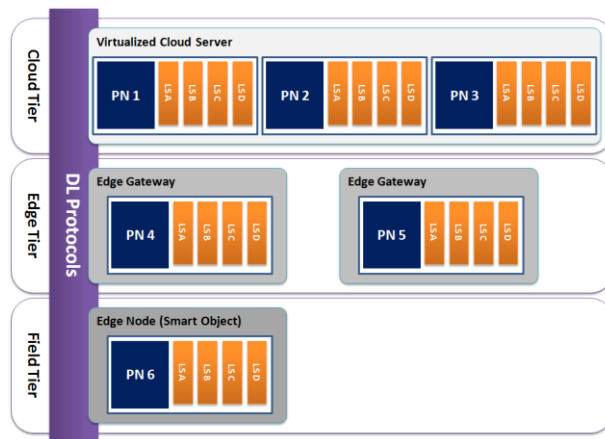 Cloud Tier
DL Protocols
Virtualized Cloud Server
PN 1
LSA
LSB
LSC
LSD
PN 2
LSA
LSB
LSC
LSD
PN 3
LSA
LSB
LSC
LSD
Edge Tier
Edge Gateway
PN 4
LSA
LSB
LSC
LSD
Edge Gateway
PN 5
LSA
LSB
LSC
LSD
Field Tier
Edge Node (Smart Object)
PN 6
LSA
LSB
LSC
LSD